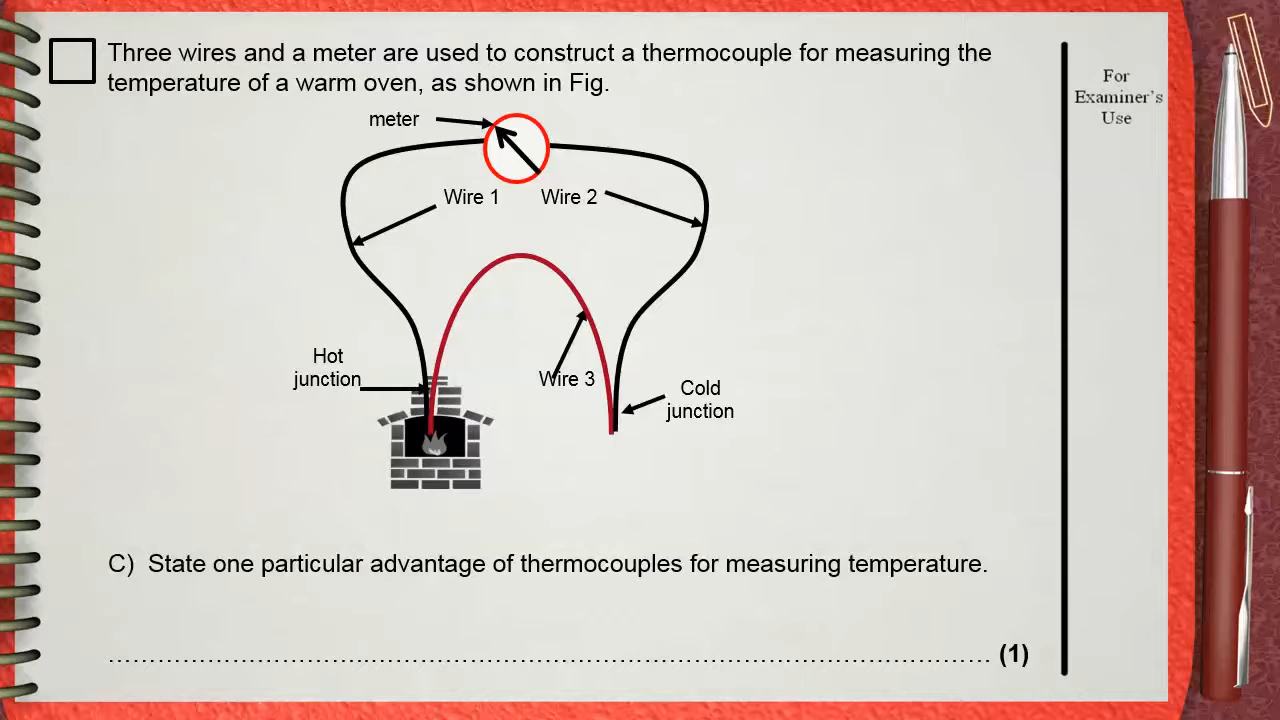 Three wires and a meter are used to construct a thermocouple for measuring the
temperature of a warm oven, as shown in Fig.
For
Examiner's
Use
meter
Wire 1
Wire 2
Hot
junction
Wire 3
Cold
junction
C) State one particular advantage of thermocouples for measuring temperature.
.......................................................................................................... (1)